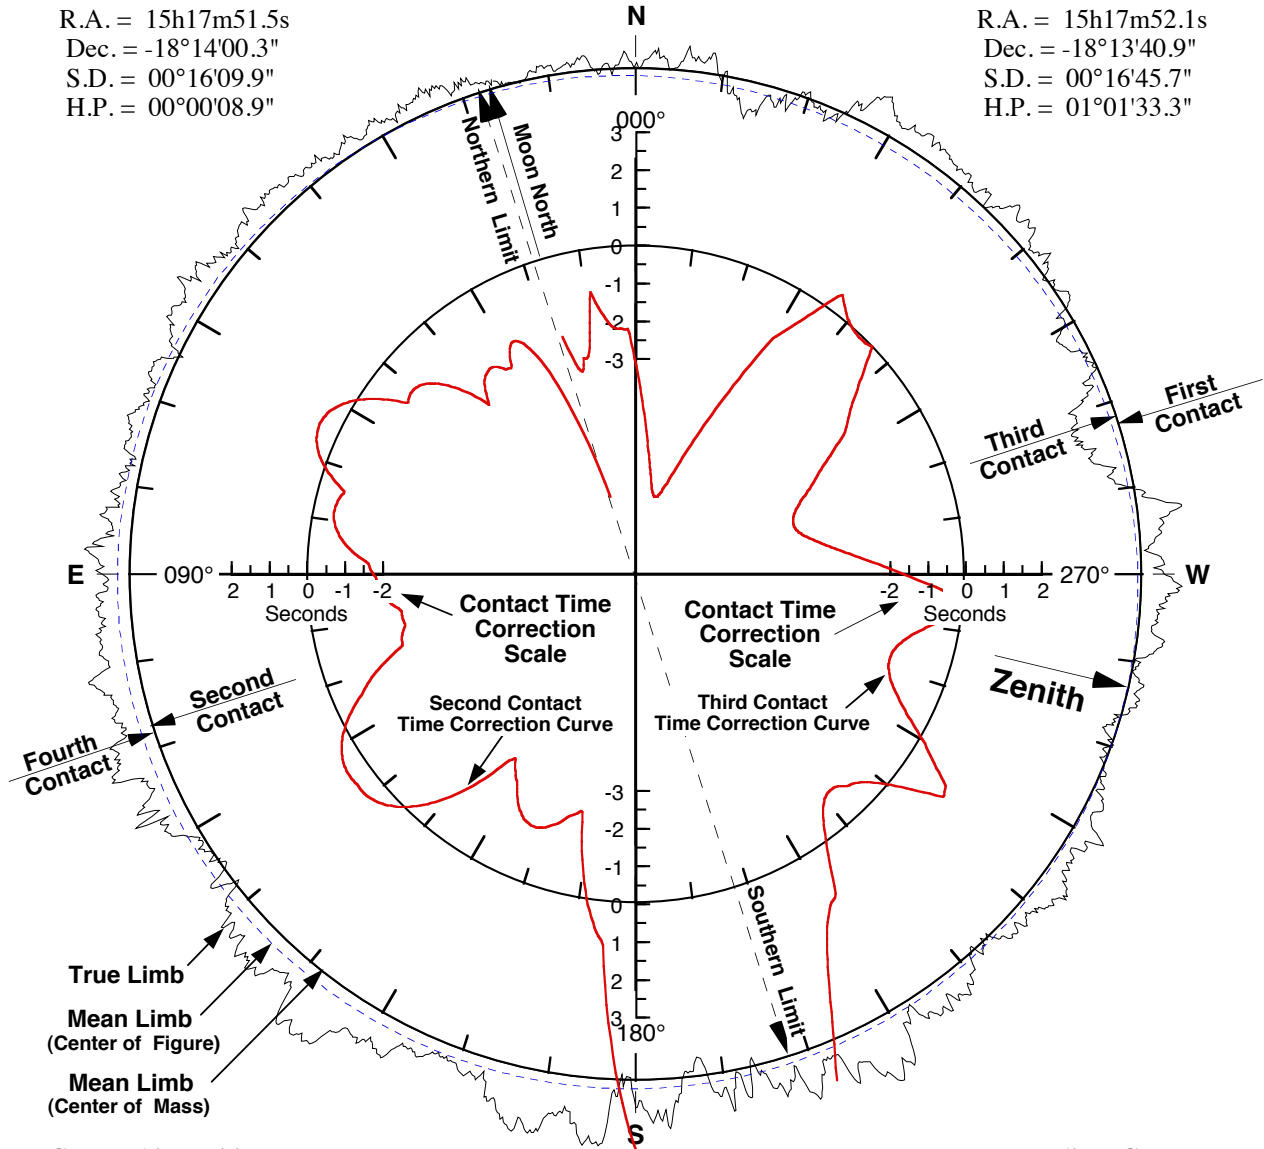 R.A. = 15h17m51.5s
Dec. = -18°14'00.3"
S.D. = 00°16'09.9"
H.P. = 00°00'08.9"
N
R.A. = 15h17m52.1s
Dec. = -18°13'40.9"
S.D. = 00°16'45.7"
H.P. = 01°01'33.3"
000°
3
2
1
0
-1
-2
-3
Northern Limit
Moon North
First
Contact
Third
Contact
E
090°
2 1 0 -1 -2
Seconds
-2 -1 0 1 2
Seconds
270°
W
Contact Time
Correction
Scale
Contact Time
Correction
Scale
Zenith
Second
Contact
Fourth
Contact
Second Contact
Time Correction Curve
Third Contact
Time Correction Curve
-3
-2
-1
0
1
2
3
180°
Southern Limit
True Limb
Mean Limb
(Center of Figure)
Mean Limb
(Center of Mass)
S